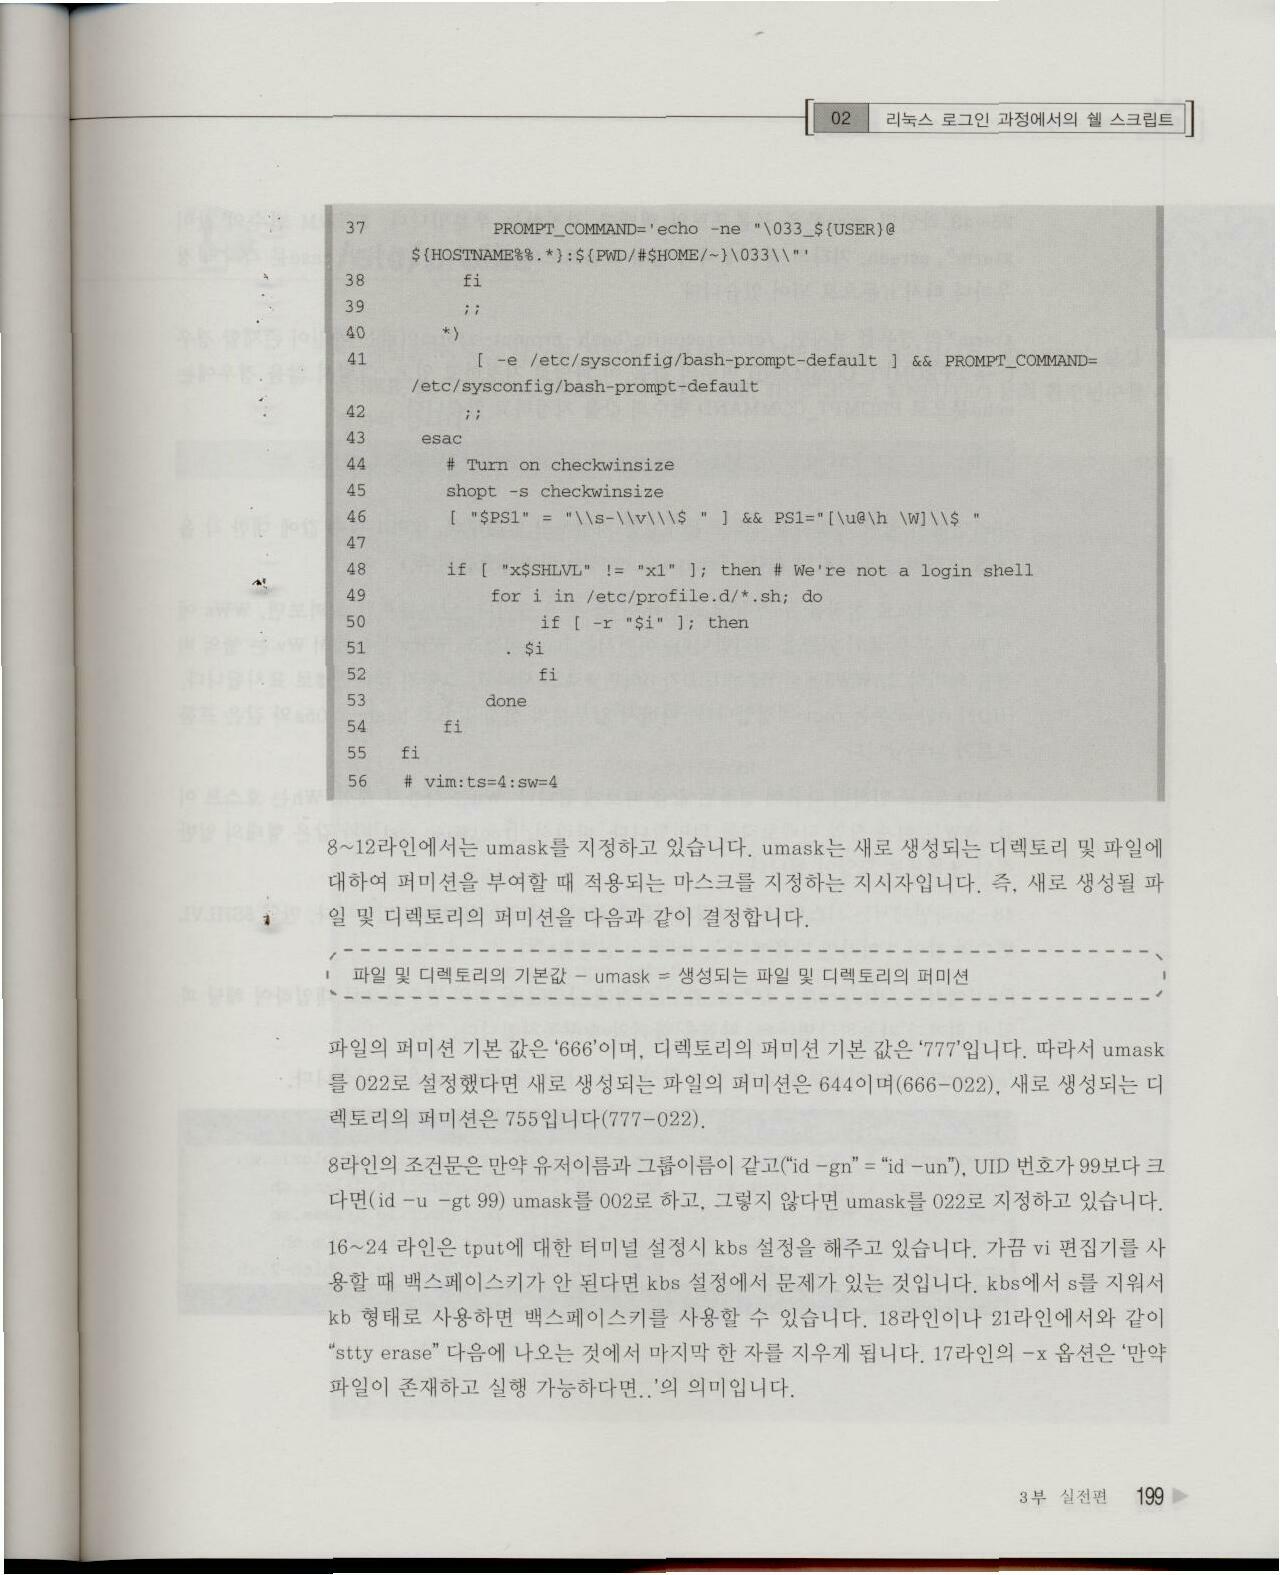 02 리눅스 로그인 과정에서의 쉘 스크립트
37 PROMPT_COMMAND='echo -ne "\033_${USER}@
${HOSTNAME%%.*}:${PWD/#$HOME/~}\033\\"'
38 fi
39 ;;
40 *)
41 [ -e /etc/sysconfig/bash-prompt-default ] && PROMPT_COMMAND=
/etc/sysconfig/bash-prompt-default
42 ;;
43 esac
44 # Turn on checkwinsize
45 shopt -s checkwinsize
46 [ "$PS1" = "\\s-\\v\\\$ " ] && PS1="[\u@\h \W]\\$ "
47
48 if [ "x$SHLVL" != "x1" ]; then # We're not a login shell
49 for i in /etc/profile.d/*.sh; do
50 if [ -r "$i" ]; then
51 . $i
52 fi
53 done
54 fi
55 fi
56 # vim:ts=4:sw=4
8~12라인에서는 umask를 지정하고 있습니다. umask는 새로 생성되는 디렉토리 및 파일에
대하여 퍼미션을 부여할 때 적용되는 마스크를 지정하는 지시자입니다. 즉, 새로 생성될 파
일 및 디렉토리의 퍼미션을 다음과 같이 결정합니다.
파일 및 디렉토리의 기본값 - umask = 생성되는 파일 및 디렉토리의 퍼미션
파일의 퍼미션 기본 값은 '666'이며, 디렉토리의 퍼미션 기본 값은 '777'입니다. 따라서 umask
를 022로 설정했다면 새로 생성되는 파일의 퍼미션은 644이며(666-022), 새로 생성되는 디
렉토리의 퍼미션은 755입니다(777-022).
8라인의 조건문은 만약 유저이름과 그룹이름이 같고("id -gn" = "id -un"), UID 번호가 99보다 크
다면(id -u -gt 99) umask를 002로 하고, 그렇지 않다면 umask를 022로 지정하고 있습니다.
16~24 라인은 tput에 대한 터미널 설정시 kbs 설정을 해주고 있습니다. 가끔 vi 편집기를 사
용할 때 백스페이스키가 안 된다면 kbs 설정에서 문제가 있는 것입니다. kbs에서 s를 지워서
kb 형태로 사용하면 백스페이스키를 사용할 수 있습니다. 18라인이나 21라인에서와 같이
"stty erase" 다음에 나오는 것에서 마지막 한 자를 지우게 됩니다. 17라인의 -x 옵션은 '만약
파일이 존재하고 실행 가능하다면..'의 의미입니다.
3부 실전편 199